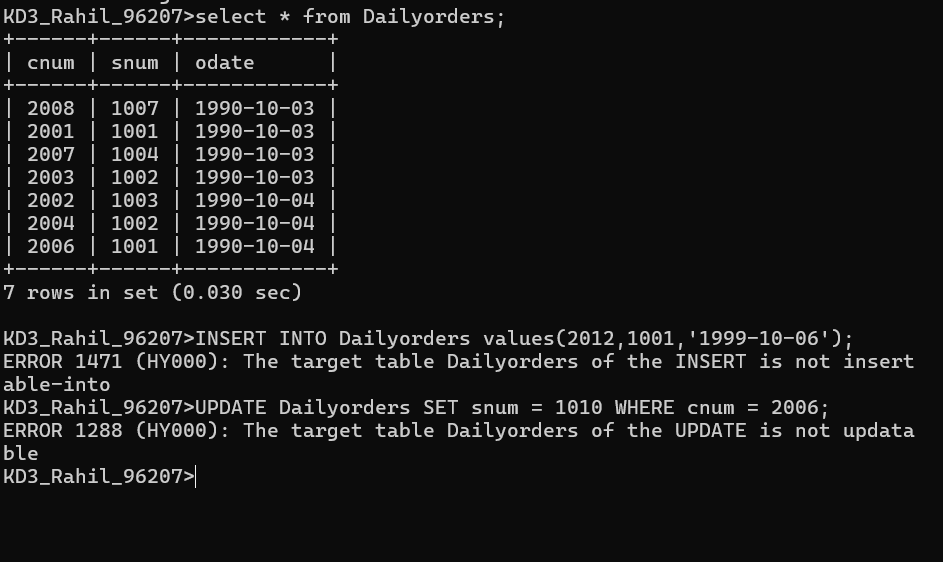 KD3_Rahil_96207>select * from Dailyorders;
+------+------+------------+
| cnum | snum | odate      |
+------+------+------------+
| 2008 | 1007 | 1990-10-03 |
| 2001 | 1001 | 1990-10-03 |
| 2007 | 1004 | 1990-10-03 |
| 2003 | 1002 | 1990-10-03 |
| 2002 | 1003 | 1990-10-04 |
| 2004 | 1002 | 1990-10-04 |
| 2006 | 1001 | 1990-10-04 |
+------+------+------------+
7 rows in set (0.030 sec)

KD3_Rahil_96207>INSERT INTO Dailyorders values(2012,1001,'1999-10-06');
ERROR 1471 (HY000): The target table Dailyorders of the INSERT is not insert
able-into
KD3_Rahil_96207>UPDATE Dailyorders SET snum = 1010 WHERE cnum = 2006;
ERROR 1288 (HY000): The target table Dailyorders of the UPDATE is not updata
ble
KD3_Rahil_96207>